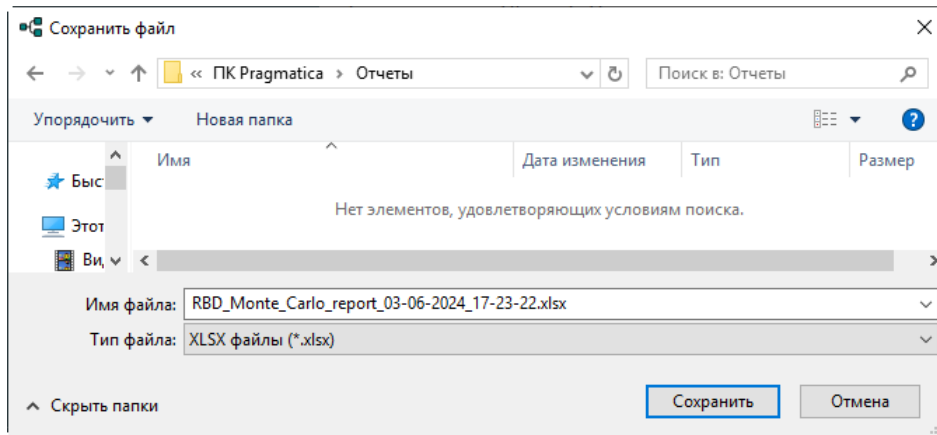 Сохранить файл
« ПК Pragmatica › Отчеты
Поиск в: Отчеты
Упорядочить
Новая папка
Имя
Дата изменения
Тип
Размер
Быс
Этот
Ви
Нет элементов, удовлетворяющих условиям поиска.
Имя файла: RBD_Monte_Carlo_report_03-06-2024_17-23-22.xlsx
Тип файла: XLSX файлы (*.xlsx)
Скрыть папки
Сохранить
Отмена